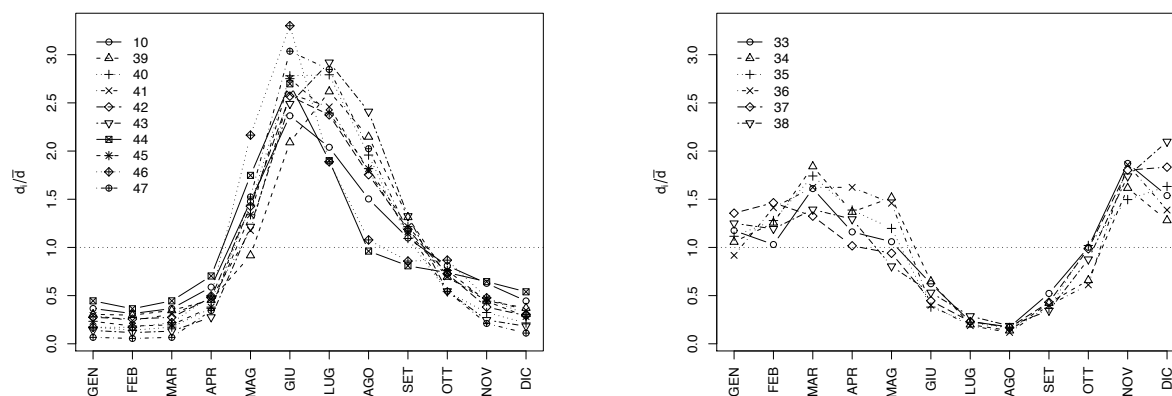 dᵢ/d̄
0.0 0.5 1.0 1.5 2.0 2.5 3.0
10
39
40
41
42
43
44
45
46
47
GEN FEB MAR APR MAG GIU LUG AGO SET OTT NOV DIC
dᵢ/d̄
0.0 0.5 1.0 1.5 2.0 2.5 3.0
33
34
35
36
37
38
GEN FEB MAR APR MAG GIU LUG AGO SET OTT NOV DIC